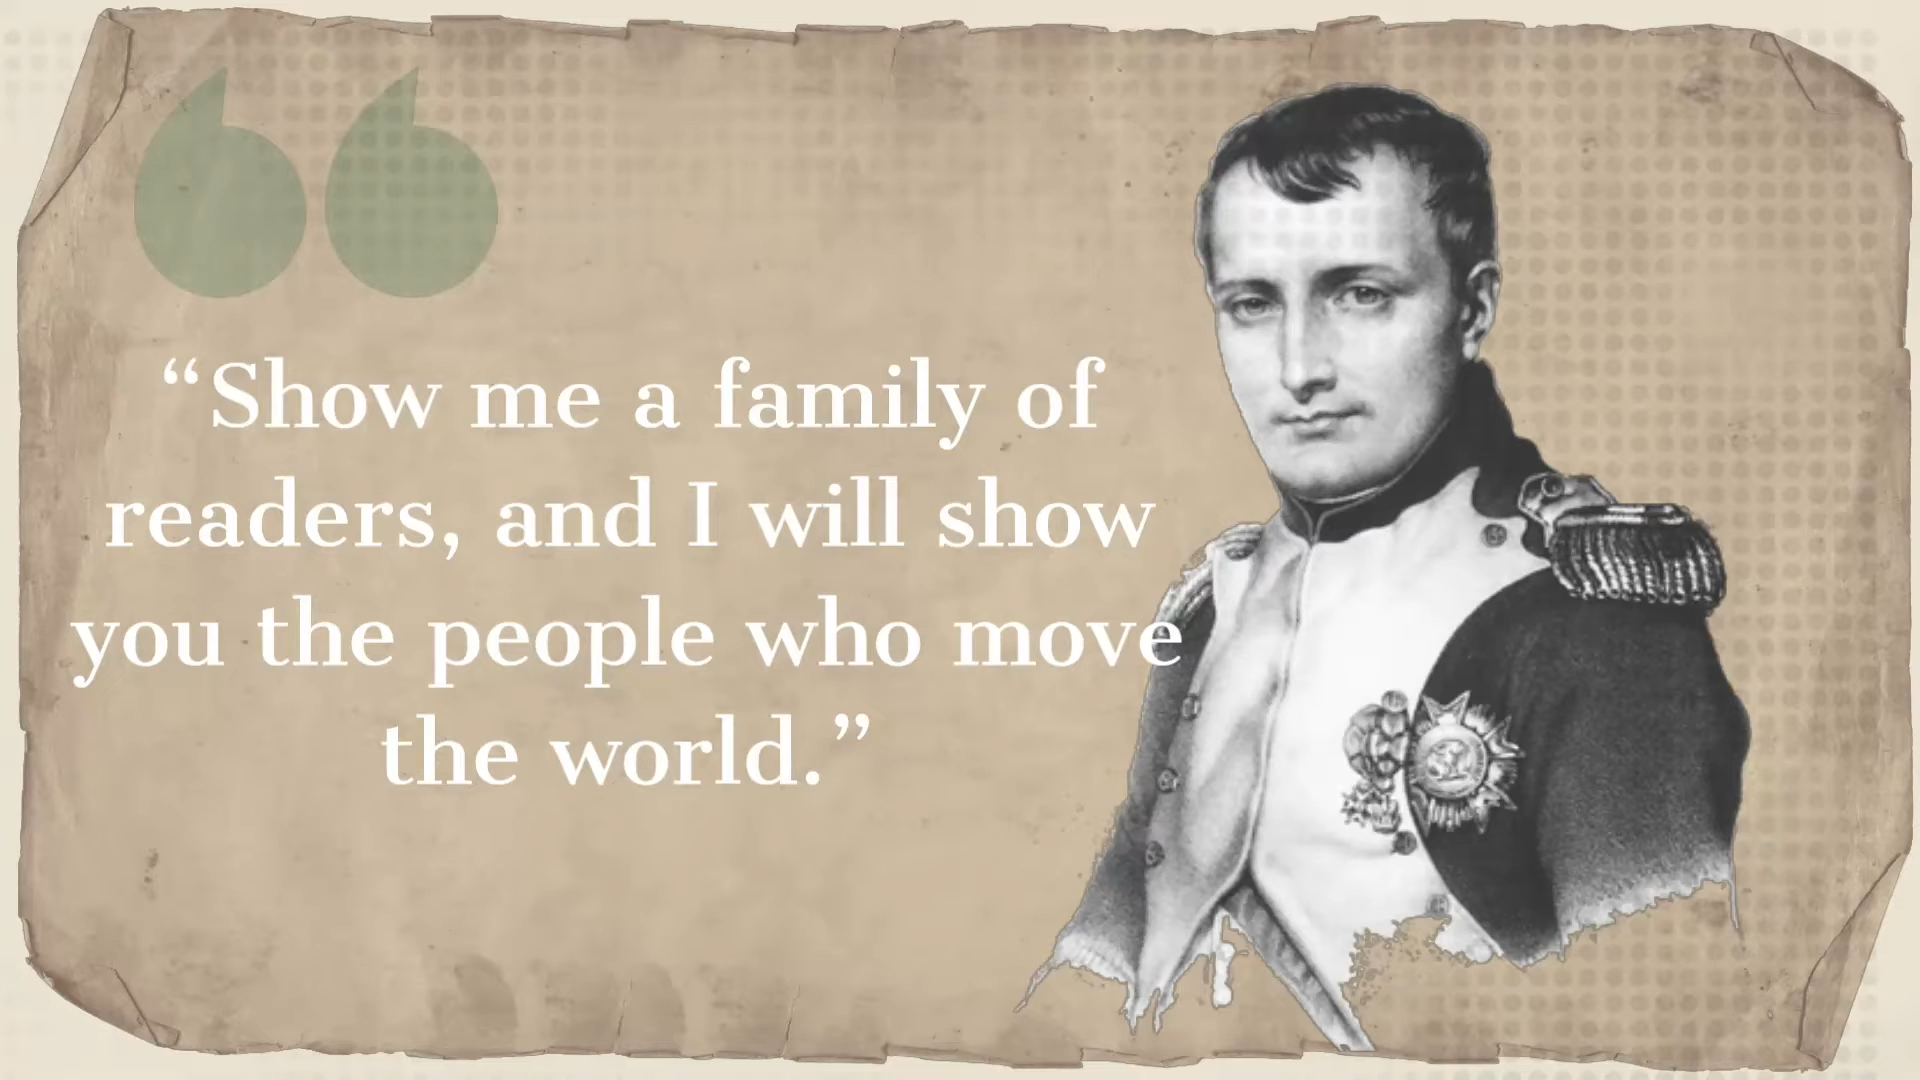 “Show me a family of
readers, and I will show
you the people who move
the world.”